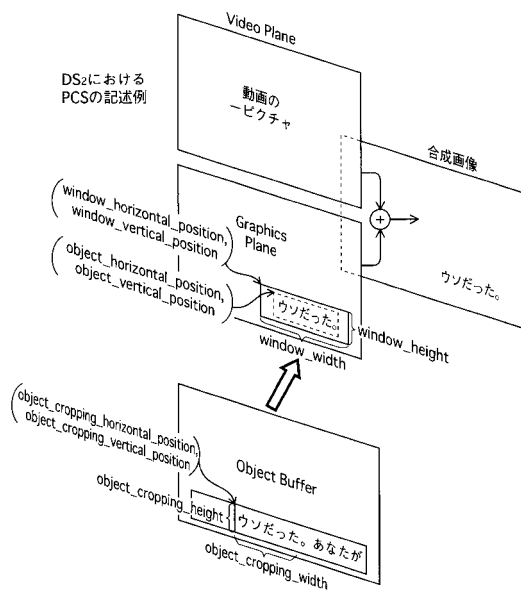 Video Plane
DS2における
PCSの記述例
動画の
一ピクチャ
合成画像
window_horizontal_position,
window_vertical_position
Graphics
Plane
object_horizontal_position,
object_vertical_position
ウソだった。
ウソだった。
window_height
window_width
object_cropping_horizontal_position,
object_cropping_vertical_position
Object Buffer
object_cropping_height
ウソだった。あなたが
object_cropping_width